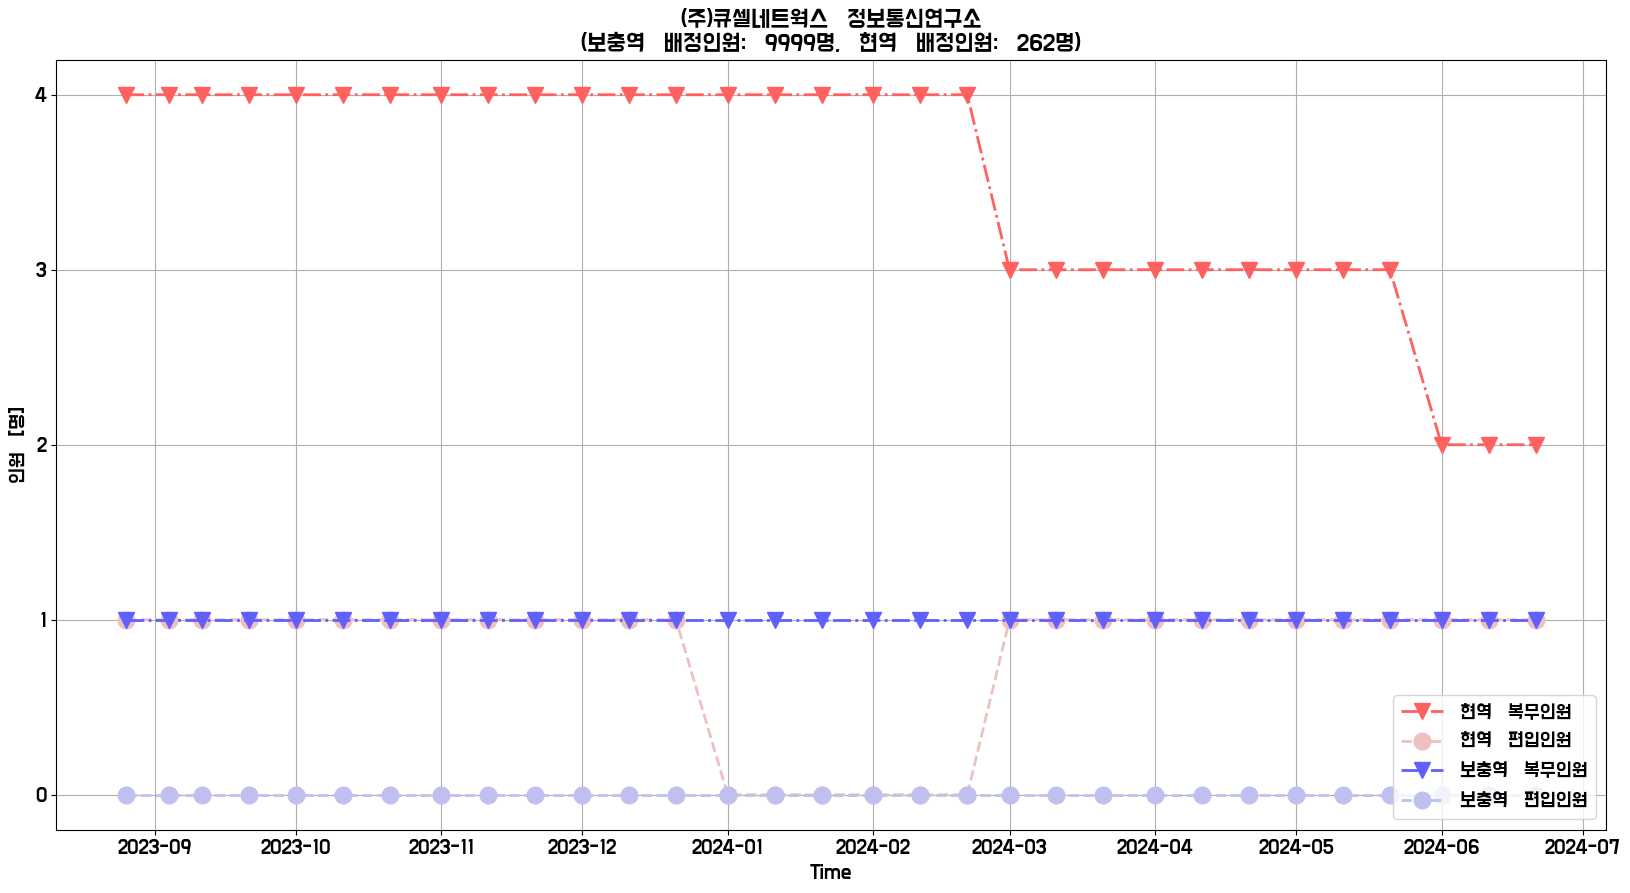 (주)큐셀네트웍스 정보통신연구소
(보충역 배정인원: 9999명, 현역 배정인원: 262명)
인원 [명]
4
3
2
1
0
2023-09 2023-10 2023-11 2023-12 2024-01 2024-02 2024-03 2024-04 2024-05 2024-06 2024-07
Time
현역 복무인원
현역 편입인원
보충역 복무인원
보충역 편입인원